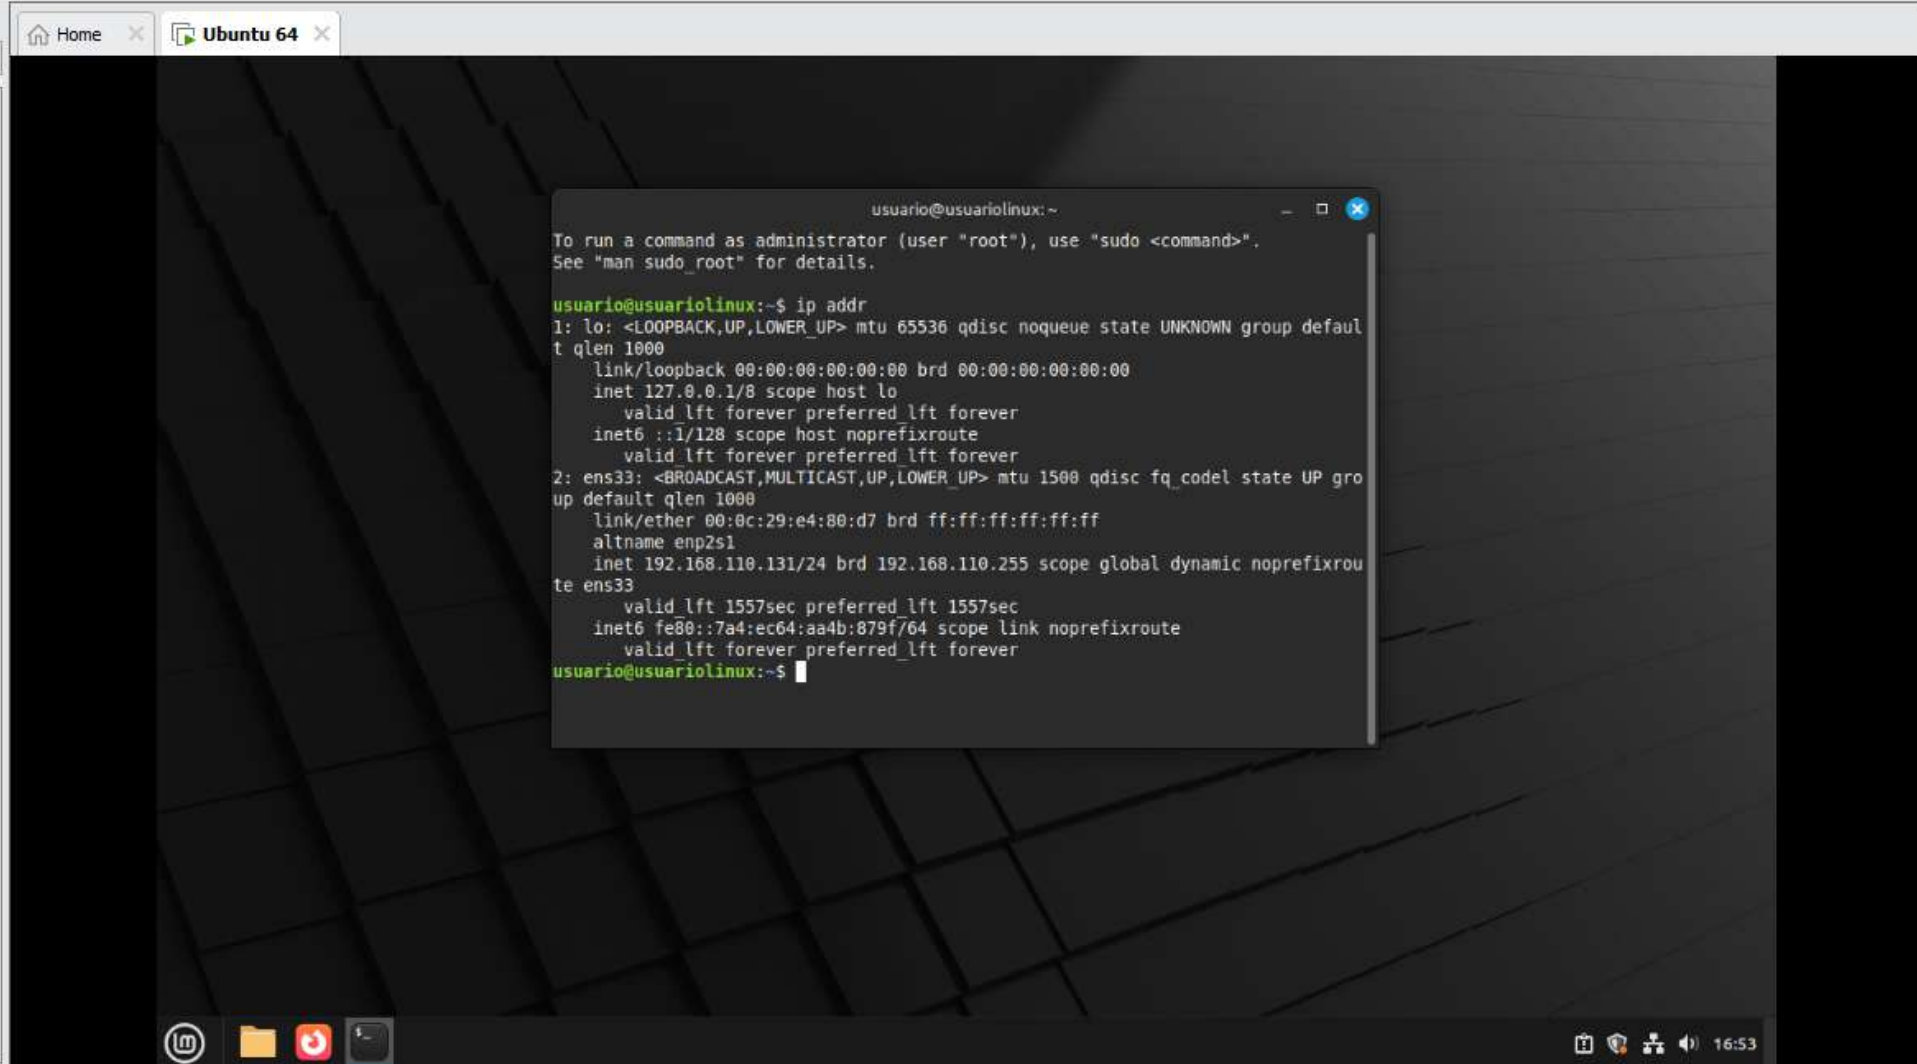 Home
Ubuntu 64
usuario@usuariolinux: ~
To run a command as administrator (user "root"), use "sudo <command>".
See "man sudo_root" for details.
usuario@usuariolinux:~$ ip addr
1: lo: <LOOPBACK,UP,LOWER_UP> mtu 65536 qdisc noqueue state UNKNOWN group defaul
t qlen 1000
link/loopback 00:00:00:00:00:00 brd 00:00:00:00:00:00
inet 127.0.0.1/8 scope host lo
valid_lft forever preferred_lft forever
inet6 ::1/128 scope host noprefixroute
valid_lft forever preferred_lft forever
2: ens33: <BROADCAST,MULTICAST,UP,LOWER_UP> mtu 1500 qdisc fq_codel state UP gro
up default qlen 1000
link/ether 00:0c:29:e4:80:d7 brd ff:ff:ff:ff:ff:ff
altname enp2s1
inet 192.168.110.131/24 brd 192.168.110.255 scope global dynamic noprefixrou
te ens33
valid_lft 1557sec preferred_lft 1557sec
inet6 fe80::7a4:ec64:aa4b:879f/64 scope link noprefixroute
valid_lft forever preferred_lft forever
usuario@usuariolinux:~$
16:53